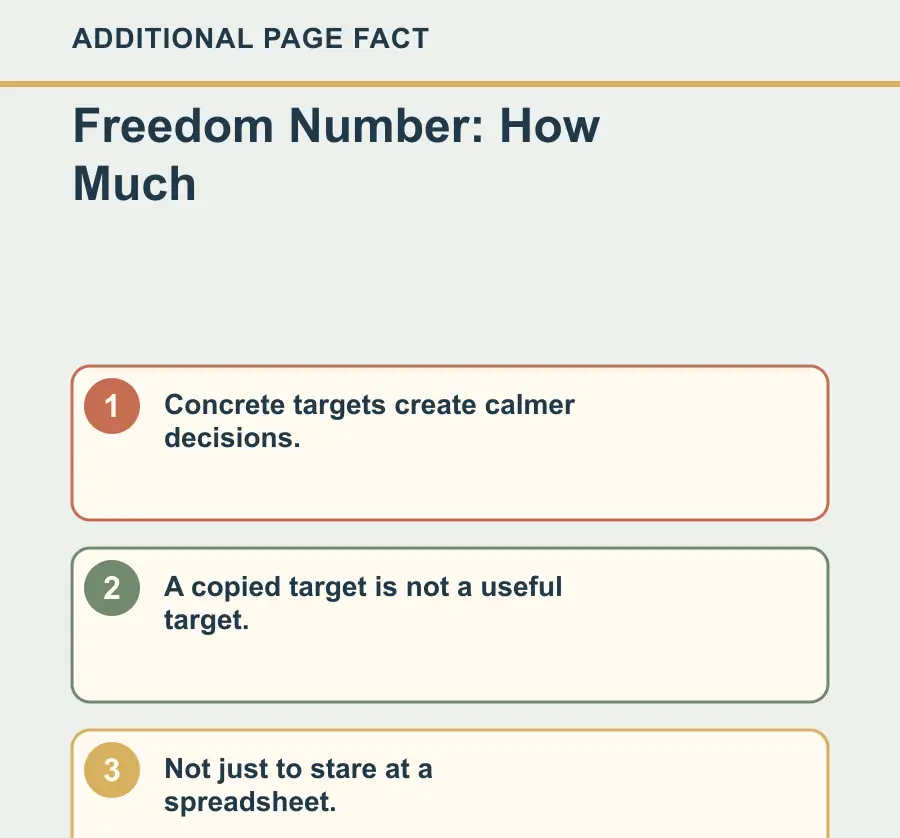 ADDITIONAL PAGE FACT
Freedom Number: How
Much
1
Concrete targets create calmer
decisions.
2
A copied target is not a useful
target.
3
Not just to stare at a
spreadsheet.